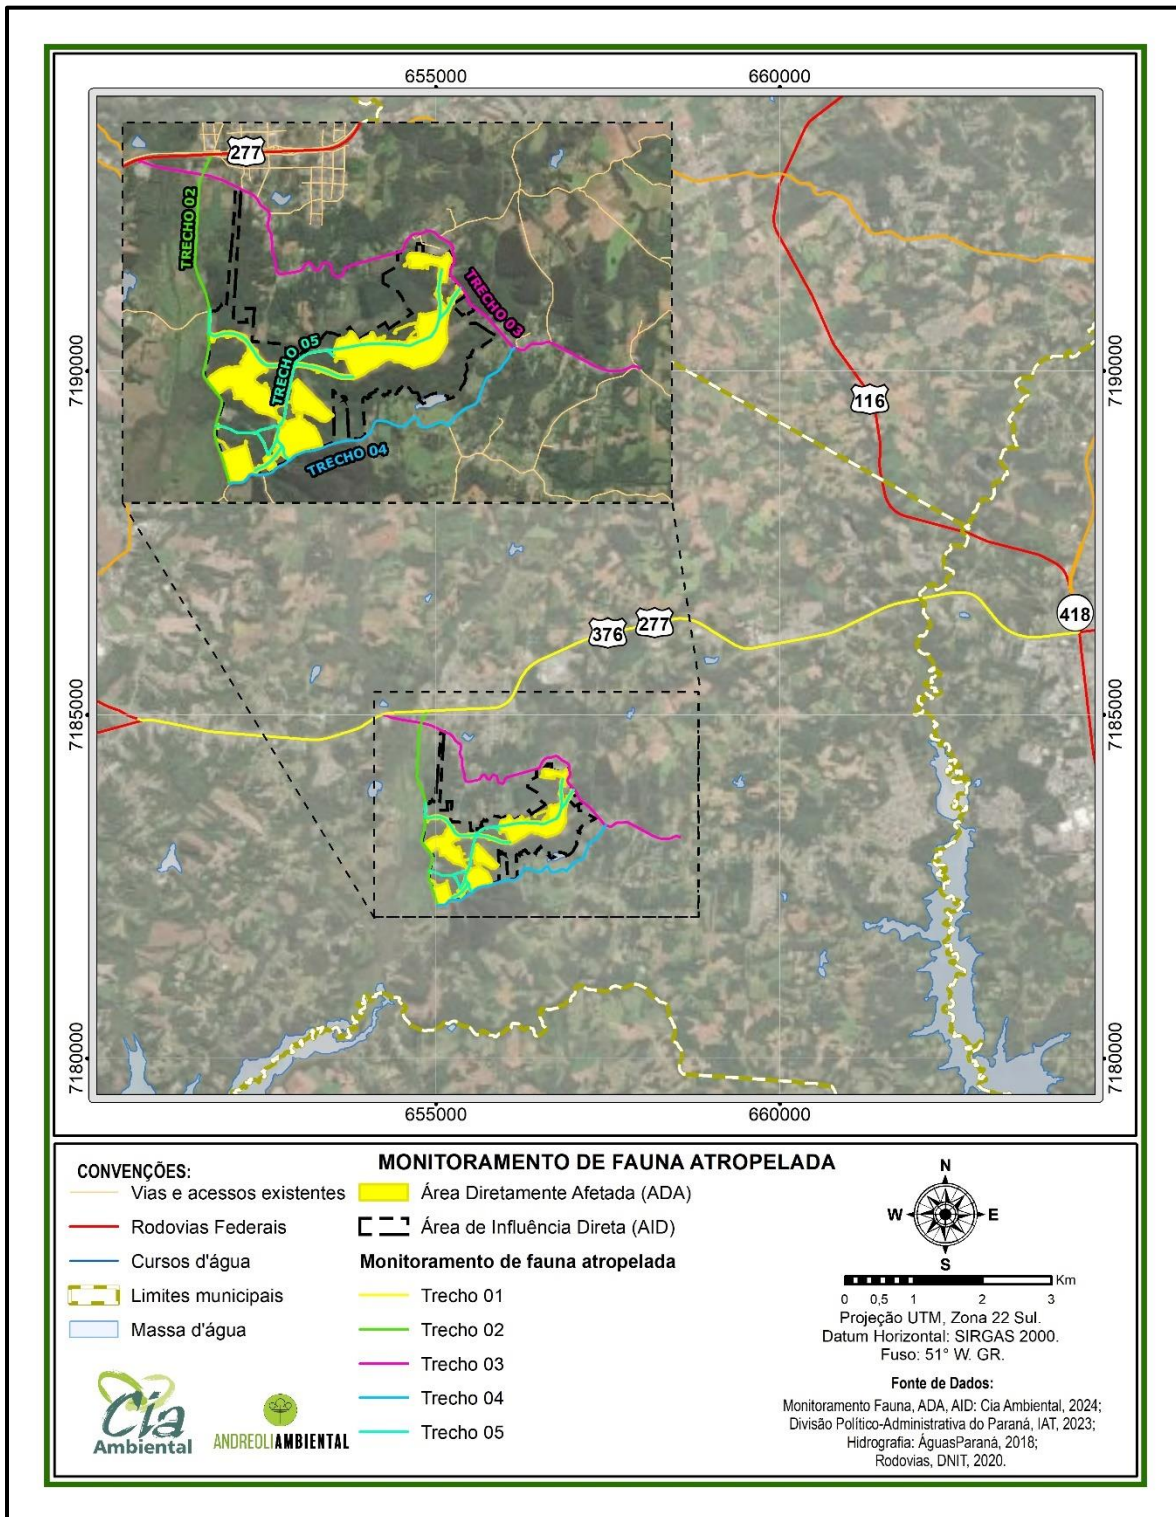 655000
660000
277
TRECHO 02
TRECHO 03
TRECHO 05
TRECHO 04
7190000
7190000
116
418
376
277
7185000
7185000
7180000
7180000
655000
660000
MONITORAMENTO DE FAUNA ATROPELADA
CONVENÇÕES:
Vias e acessos existentes
Rodovias Federais
Cursos d'água
Limites municipais
Massa d'água
Área Diretamente Afetada (ADA)
Área de Influência Direta (AID)
Monitoramento de fauna atropelada
Trecho 01
Trecho 02
Trecho 03
Trecho 04
Trecho 05
N
W
E
S
Km
0 0,5 1 2 3
Projeção UTM, Zona 22 Sul.
Datum Horizontal: SIRGAS 2000.
Fuso: 51° W. GR.
Fonte de Dados:
Monitoramento Fauna, ADA, AID: Cia Ambiental, 2024;
Divisão Político-Administrativa do Paraná, IAT, 2023;
Hidrografia: ÁguasParaná, 2018;
Rodovias, DNIT, 2020.
Cia
Ambiental
ANDREOLIAMBIENTAL